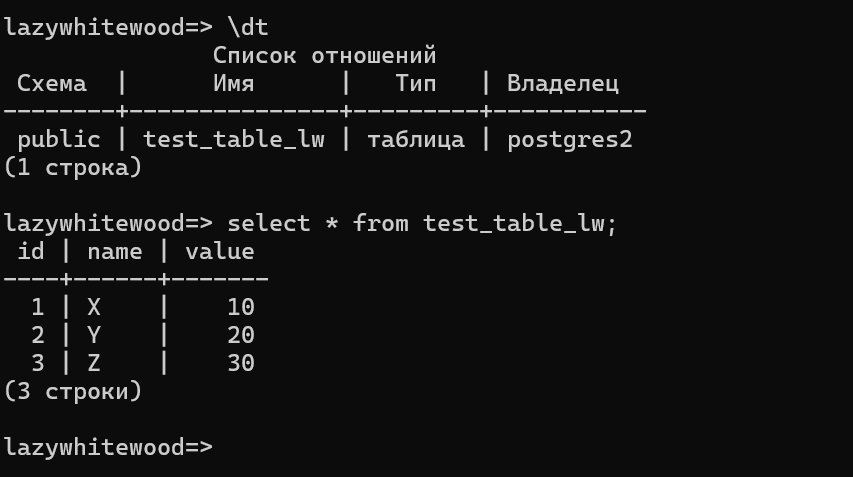 lazywhitewood=> \dt
               Список отношений
 Схема  |      Имя      |   Тип   | Владелец
--------+---------------+---------+-----------
 public | test_table_lw | таблица | postgres2
(1 строка)
lazywhitewood=> select * from test_table_lw;
 id | name | value
----+------+-------
  1 | X    |    10
  2 | Y    |    20
  3 | Z    |    30
(3 строки)
lazywhitewood=>